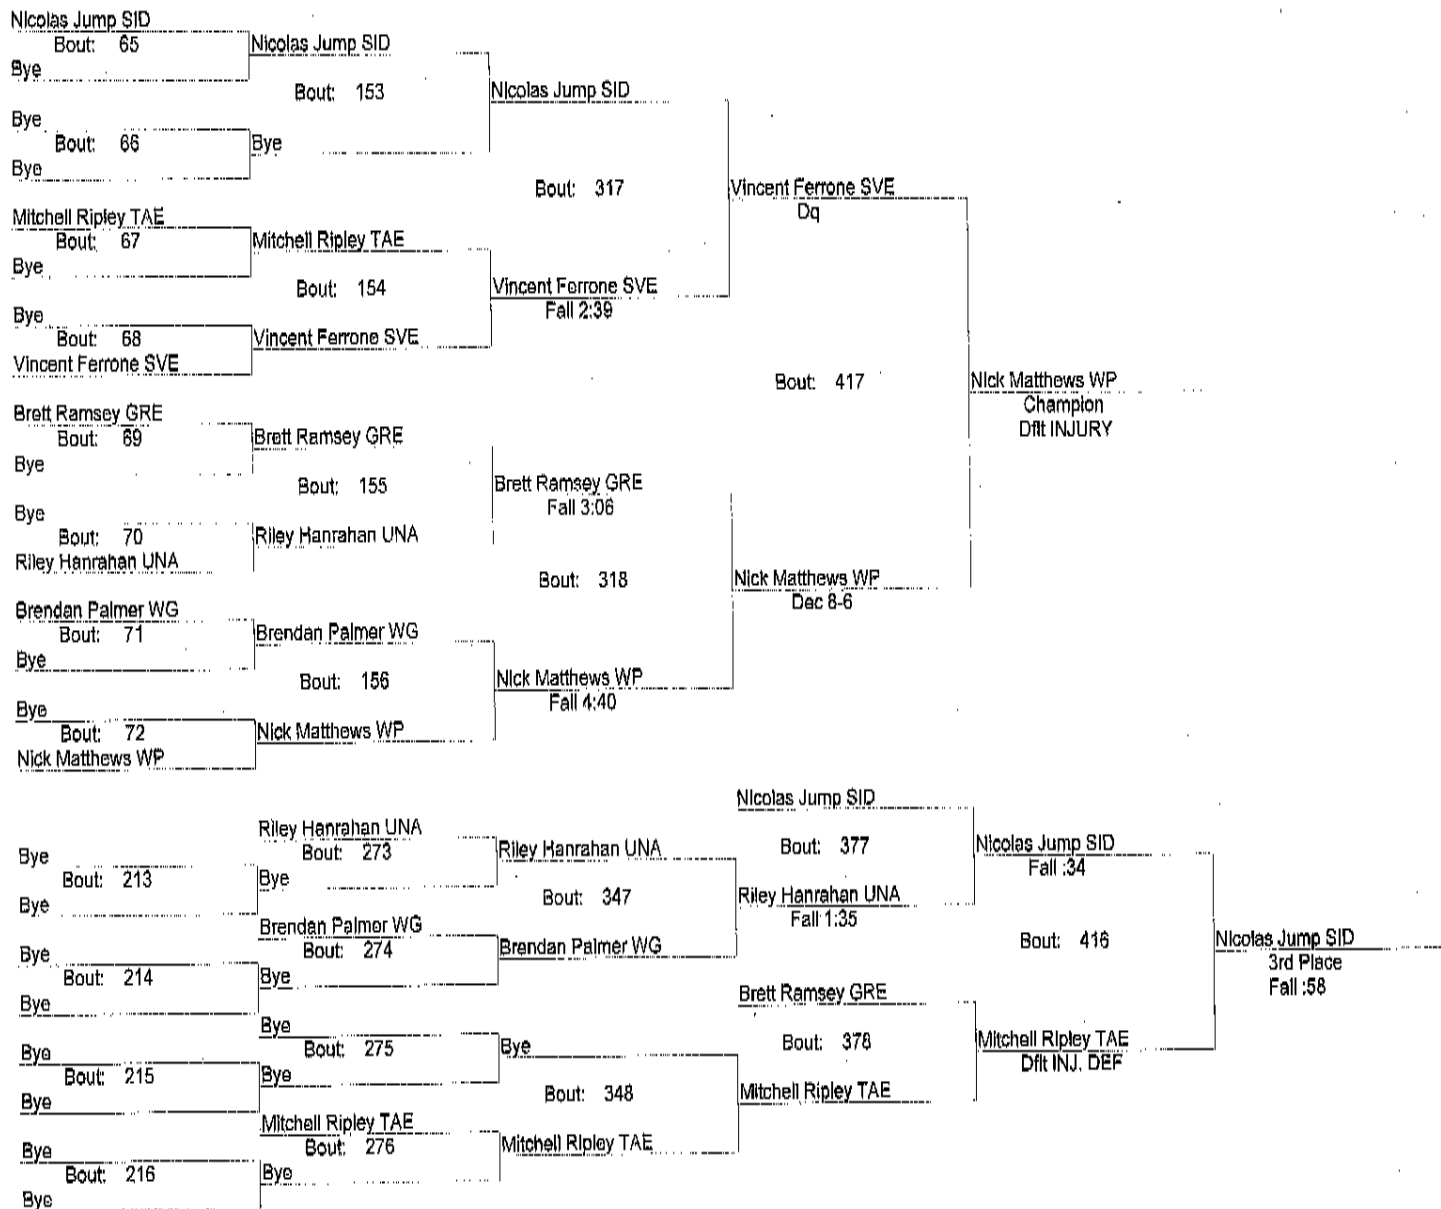 Nicolas Jump SID
Bout: 65
Bye
Nicolas Jump SID
Bout: 153
Bye
Bout: 66
Bye
Bye
Nicolas Jump SID
Bout: 317
Mitchell Ripley TAE
Bout: 67
Bye
Mitchell Ripley TAE
Bout: 154
Bye
Bout: 68
Vincent Ferrone SVE
Vincent Ferrone SVE
Vincent Ferrone SVE
Fall 2:39
Vincent Ferrone SVE
Dq
Bout: 417
Brett Ramsey GRE
Bout: 69
Bye
Brett Ramsey GRE
Bout: 155
Bye
Bout: 70
Riley Hanrahan UNA
Riley Hanrahan UNA
Brett Ramsey GRE
Fall 3:06
Bout: 318
Brendan Palmer WG
Bout: 71
Bye
Brendan Palmer WG
Bout: 156
Bye
Bout: 72
Nick Matthews WP
Nick Matthews WP
Nick Matthews WP
Fall 4:40
Nick Matthews WP
Dec 8-6
Nick Matthews WP
Champion
Dflt INJURY
Bye
Bout: 213
Bye
Riley Hanrahan UNA
Bout: 273
Bye
Riley Hanrahan UNA
Bout: 347
Bye
Bout: 214
Bye
Brendan Palmer WG
Bout: 274
Bye
Brendan Palmer WG
Nicolas Jump SID
Bout: 377
Riley Hanrahan UNA
Fall 1:35
Nicolas Jump SID
Fall :34
Bout: 416
Bye
Bout: 215
Bye
Bye
Bout: 275
Bye
Bye
Bout: 348
Bye
Bout: 216
Bye
Mitchell Ripley TAE
Bout: 276
Bye
Mitchell Ripley TAE
Brett Ramsey GRE
Bout: 378
Mitchell Ripley TAE
Mitchell Ripley TAE
Dflt INJ. DEF
Nicolas Jump SID
3rd Place
Fall :58